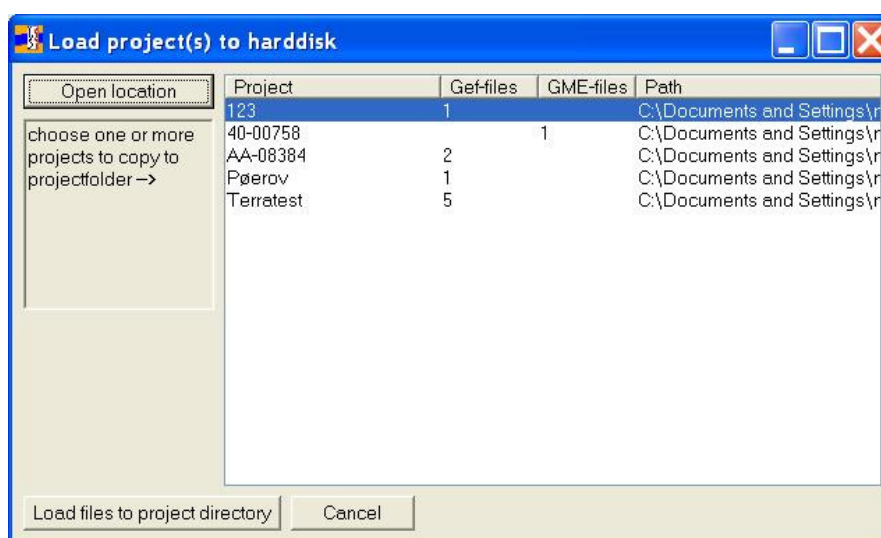 Load project(s) to harddisk
Open location
choose one or more
projects to copy to
projectfolder -->
Project Gef-files GME-files Path
123 1 C:\Documents and Settings\r
40-00758 1 C:\Documents and Settings\r
AA-08384 2 C:\Documents and Settings\r
Pøerov 1 C:\Documents and Settings\r
Terratest 5 C:\Documents and Settings\r
Load files to project directory Cancel